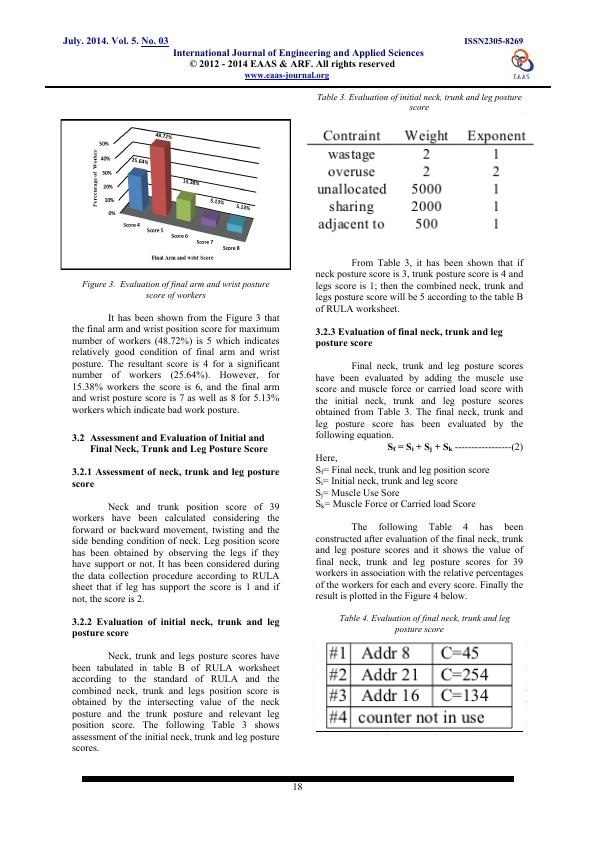 July. 2014. Vol. 5. No. 03
ISSN2305-8269
International Journal of Engineering and Applied Sciences
© 2012 - 2014 EAAS & ARF. All rights reserved
www.eaas-journal.org
EAAS
Percentage of Worker
50%
40%
30%
20%
10%
0%
25.64%
48.72%
15.38%
5.13%
5.13%
Score 4
Score 5
Score 6
Score 7
Score 8
Final Arm and wrist Score
Figure 3. Evaluation of final arm and wrist posture
score of workers
It has been shown from the Figure 3 that
the final arm and wrist position score for maximum
number of workers (48.72%) is 5 which indicates
relatively good condition of final arm and wrist
posture. The resultant score is 4 for a significant
number of workers (25.64%). However, for
15.38% workers the score is 6, and the final arm
and wrist posture score is 7 as well as 8 for 5.13%
workers which indicate bad work posture.
3.2 Assessment and Evaluation of Initial and
Final Neck, Trunk and Leg Posture Score
3.2.1 Assessment of neck, trunk and leg posture
score
Neck and trunk position score of 39
workers have been calculated considering the
forward or backward movement, twisting and the
side bending condition of neck. Leg position score
has been obtained by observing the legs if they
have support or not. It has been considered during
the data collection procedure according to RULA
sheet that if leg has support the score is 1 and if
not, the score is 2.
3.2.2 Evaluation of initial neck, trunk and leg
posture score
Neck, trunk and legs posture scores have
been tabulated in table B of RULA worksheet
according to the standard of RULA and the
combined neck, trunk and legs position score is
obtained by the intersecting value of the neck
posture and the trunk posture and relevant leg
position score. The following Table 3 shows
assessment of the initial neck, trunk and leg posture
scores.
Table 3. Evaluation of initial neck, trunk and leg posture
score
Contraint Weight Exponent
wastage 2 1
overuse 2 2
unallocated 5000 1
sharing 2000 1
adjacent to 500 1
From Table 3, it has been shown that if
neck posture score is 3, trunk posture score is 4 and
legs score is 1; then the combined neck, trunk and
legs posture score will be 5 according to the table B
of RULA worksheet.
3.2.3 Evaluation of final neck, trunk and leg
posture score
Final neck, trunk and leg posture scores
have been evaluated by adding the muscle use
score and muscle force or carried load score with
the initial neck, trunk and leg posture scores
obtained from Table 3. The final neck, trunk and
leg posture score has been evaluated by the
following equation.
Sf = Si + Sj + Sk -----------------(2)
Here,
Sf= Final neck, trunk and leg position score
Si= Initial neck, trunk and leg score
Sj= Muscle Use Sore
Sk= Muscle Force or Carried load Score
The following Table 4 has been
constructed after evaluation of the final neck, trunk
and leg posture scores and it shows the value of
final neck, trunk and leg posture scores for 39
workers in association with the relative percentages
of the workers for each and every score. Finally the
result is plotted in the Figure 4 below.
Table 4. Evaluation of final neck, trunk and leg
posture score
#1 Addr 8 C=45
#2 Addr 21 C=254
#3 Addr 16 C=134
#4 counter not in use
18